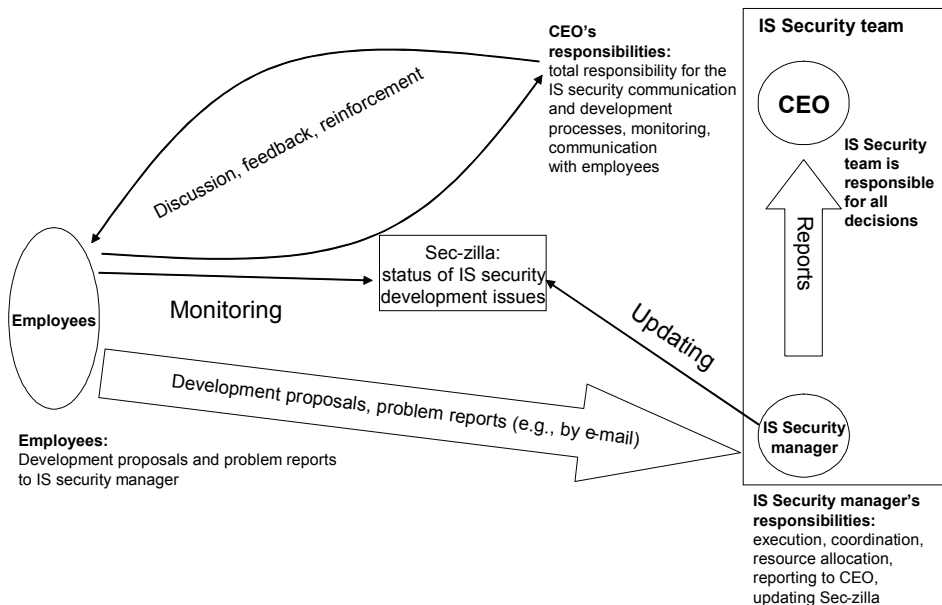 CEO's
responsibilities:
total responsibility for the
IS security communication
and development
processes, monitoring,
communication
with employees
IS Security team
CEO
IS Security
team is
responsible
for all
decisions
Reports
Discussion, feedback, reinforcement
Sec-zilla:
status of IS security
development issues
Employees
Monitoring
Updating
Development proposals, problem reports (e.g., by e-mail)
IS Security
manager
Employees:
Development proposals and problem reports
to IS security manager
IS Security manager's
responsibilities:
execution, coordination,
resource allocation,
reporting to CEO,
updating Sec-zilla